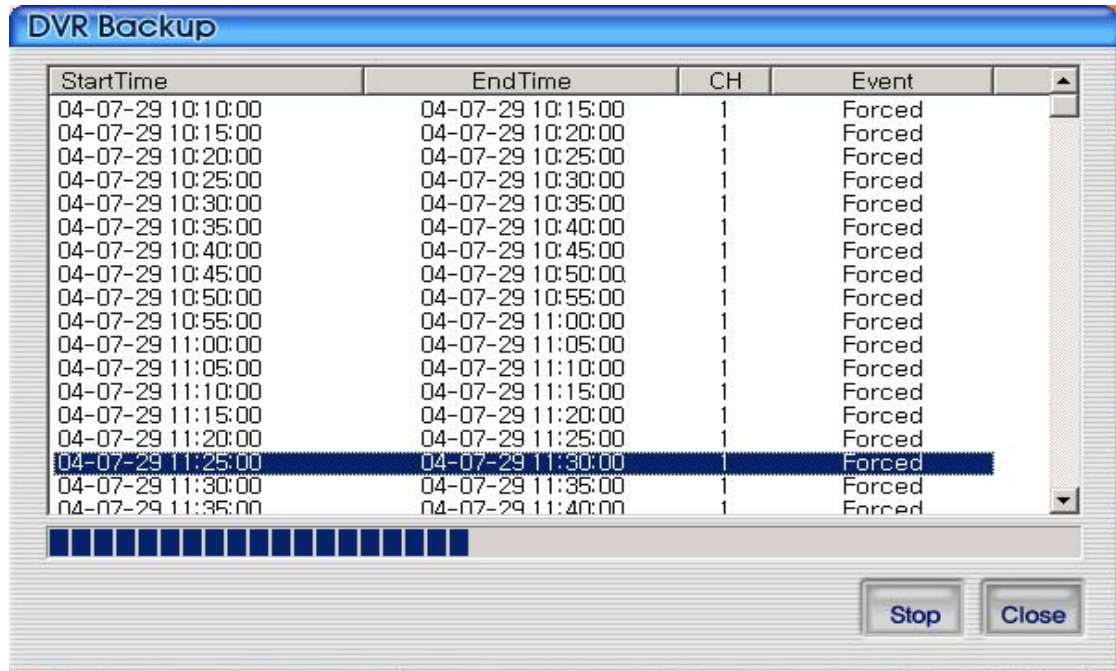 DVR Backup
StartTime EndTime CH Event
04-07-29 10:10:00 04-07-29 10:15:00 1 Forced
04-07-29 10:15:00 04-07-29 10:20:00 1 Forced
04-07-29 10:20:00 04-07-29 10:25:00 1 Forced
04-07-29 10:25:00 04-07-29 10:30:00 1 Forced
04-07-29 10:30:00 04-07-29 10:35:00 1 Forced
04-07-29 10:35:00 04-07-29 10:40:00 1 Forced
04-07-29 10:40:00 04-07-29 10:45:00 1 Forced
04-07-29 10:45:00 04-07-29 10:50:00 1 Forced
04-07-29 10:50:00 04-07-29 10:55:00 1 Forced
04-07-29 10:55:00 04-07-29 11:00:00 1 Forced
04-07-29 11:00:00 04-07-29 11:05:00 1 Forced
04-07-29 11:05:00 04-07-29 11:10:00 1 Forced
04-07-29 11:10:00 04-07-29 11:15:00 1 Forced
04-07-29 11:15:00 04-07-29 11:20:00 1 Forced
04-07-29 11:20:00 04-07-29 11:25:00 1 Forced
04-07-29 11:25:00 04-07-29 11:30:00 1 Forced
04-07-29 11:30:00 04-07-29 11:35:00 1 Forced
04-07-29 11:35:00 04-07-29 11:40:00 1 Forced
Stop Close